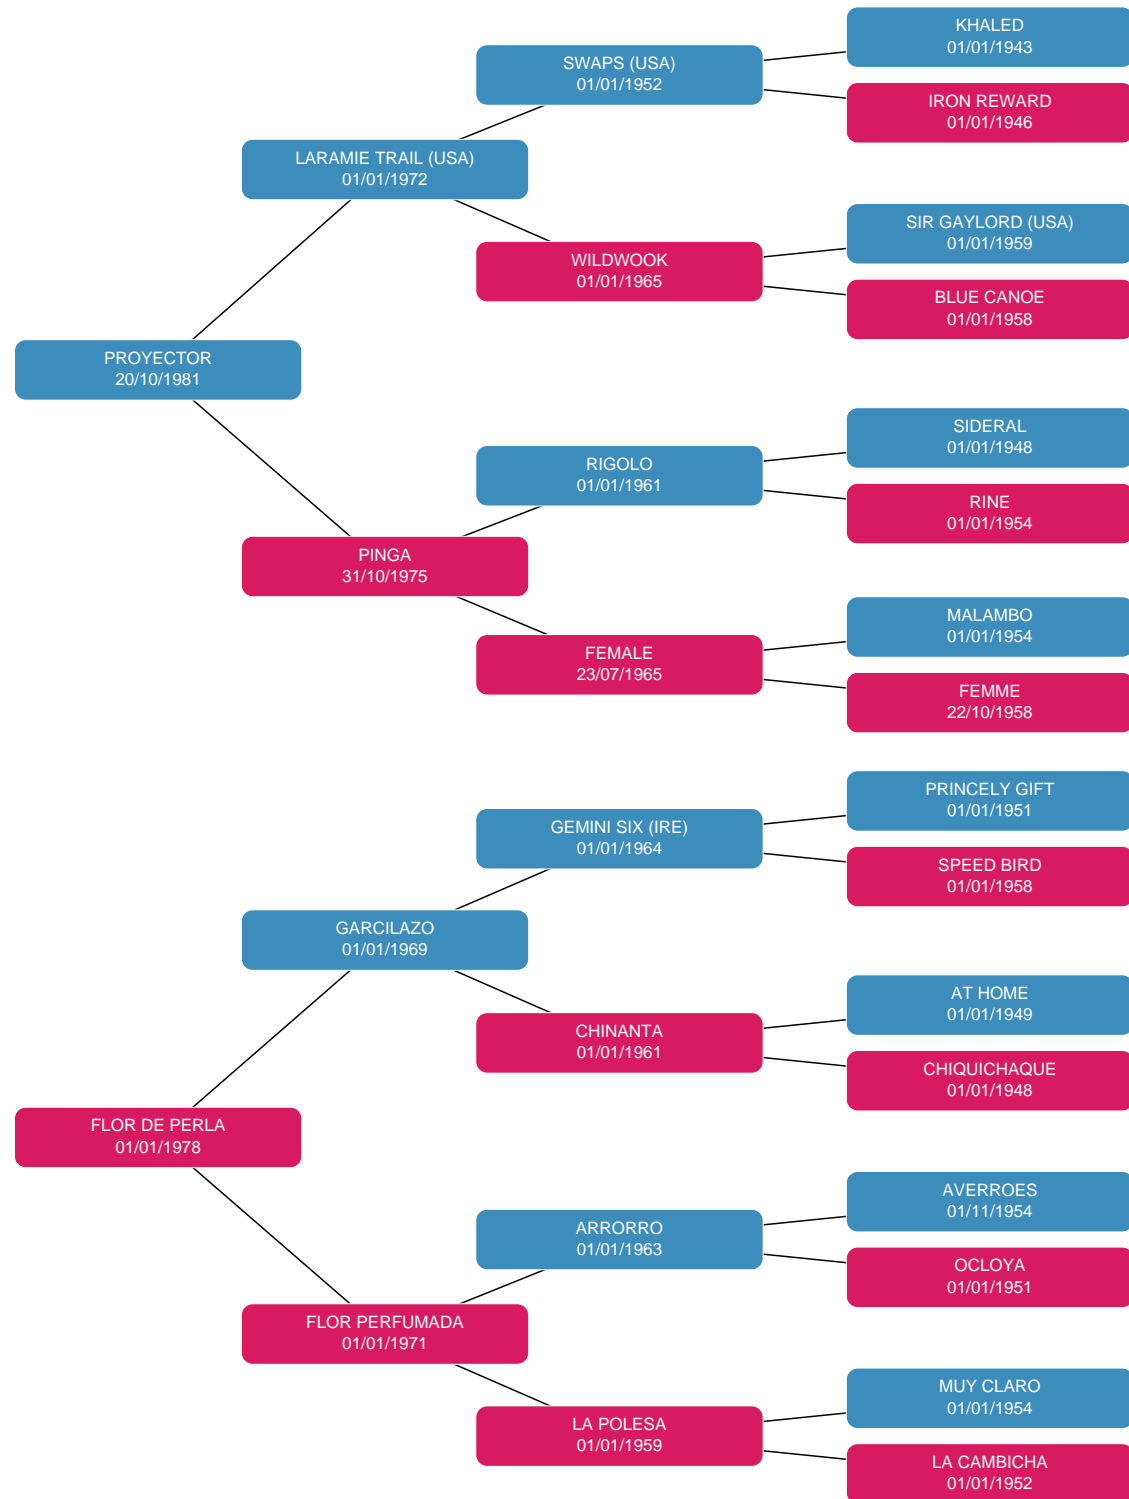 KHALED
01/01/1943
SWAPS (USA)
01/01/1952
IRON REWARD
01/01/1946
LARAMIE TRAIL (USA)
01/01/1972
SIR GAYLORD (USA)
01/01/1959
WILDWOOK
01/01/1965
BLUE CANOE
01/01/1958
PROYECTOR
20/10/1981
SIDERAL
01/01/1948
RIGOLO
01/01/1961
RINE
01/01/1954
PINGA
31/10/1975
MALAMBO
01/01/1954
FEMALE
23/07/1965
FEMME
22/10/1958
PRINCELY GIFT
01/01/1951
GEMINI SIX (IRE)
01/01/1964
SPEED BIRD
01/01/1958
GARCILAZO
01/01/1969
AT HOME
01/01/1949
CHINANTA
01/01/1961
CHIQUICHAQUE
01/01/1948
FLOR DE PERLA
01/01/1978
AVERROES
01/11/1954
ARRORRO
01/01/1963
OCLOYA
01/01/1951
FLOR PERFUMADA
01/01/1971
MUY CLARO
01/01/1954
LA POLESA
01/01/1959
LA CAMBICHA
01/01/1952